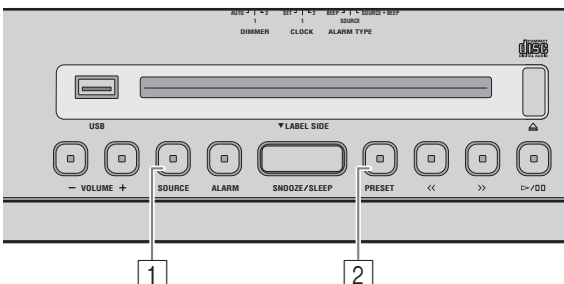 AUTO 1 2 SET 1 2 BEEP SOURCE + BEEP
SOURCE
DIMMER CLOCK ALARM TYPE
COMPACT
disc
DIGITAL AUDIO
USB ▼LABEL SIDE
− VOLUME + SOURCE ALARM SNOOZE/SLEEP PRESET << >>
1 2